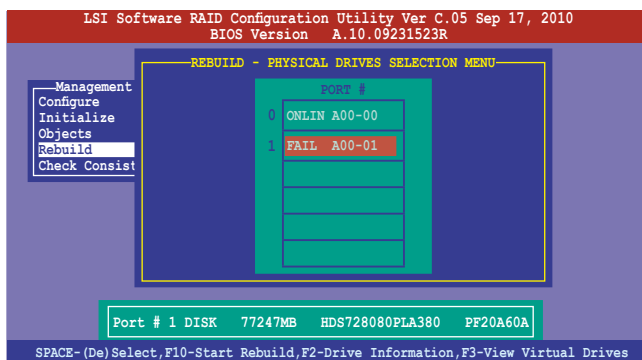 LSI Software RAID Configuration Utility Ver C.05 Sep 17, 2010
BIOS Version A.10.09231523R
REBUILD - PHYSICAL DRIVES SELECTION MENU
Management
Configure
Initialize
Objects
Rebuild
Check Consist
PORT #
0 ONLIN A00-00
1 FAIL A00-01
Port # 1 DISK 77247MB HDS728080PLA380 PF20A60A
SPACE-(De)Select,F10-Start Rebuild,F2-Drive Information,F3-View Virtual Drives